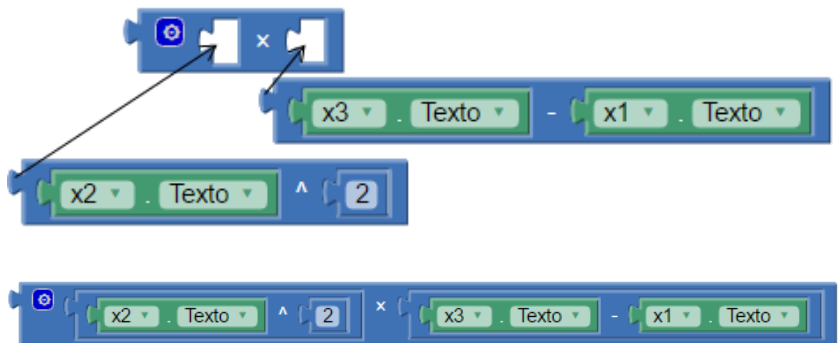 ×
x3 . Texto - x1 . Texto
x2 . Texto ^ 2
x2 . Texto ^ 2 × x3 . Texto - x1 . Texto